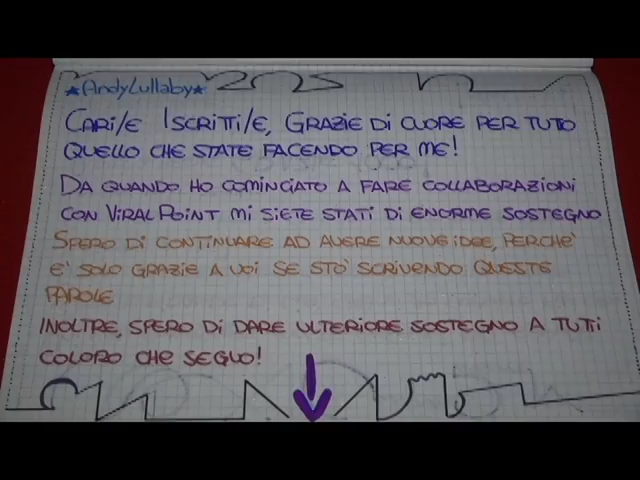 ★AndyLullaby★
CARI/E ISCRITTI/E, GRAZIE DI CUORE PER TUTTO
QUELLO CHE STATE FACENDO PER ME!
DA QUANDO HO COMINCIATO A FARE COLLABORAZIONI
CON VIRALPOINT MI SIETE STATI DI ENORME SOSTEGNO
SPERO DI CONTINUARE AD AVERE NUOVE IDEE, PERCHE'
E' SOLO GRAZIE A VOI SE STO' SCRIVENDO QUESTE
PAROLE
INOLTRE, SPERO DI DARE ULTERIORE SOSTEGNO A TUTTI
COLORO CHE SEGUO!